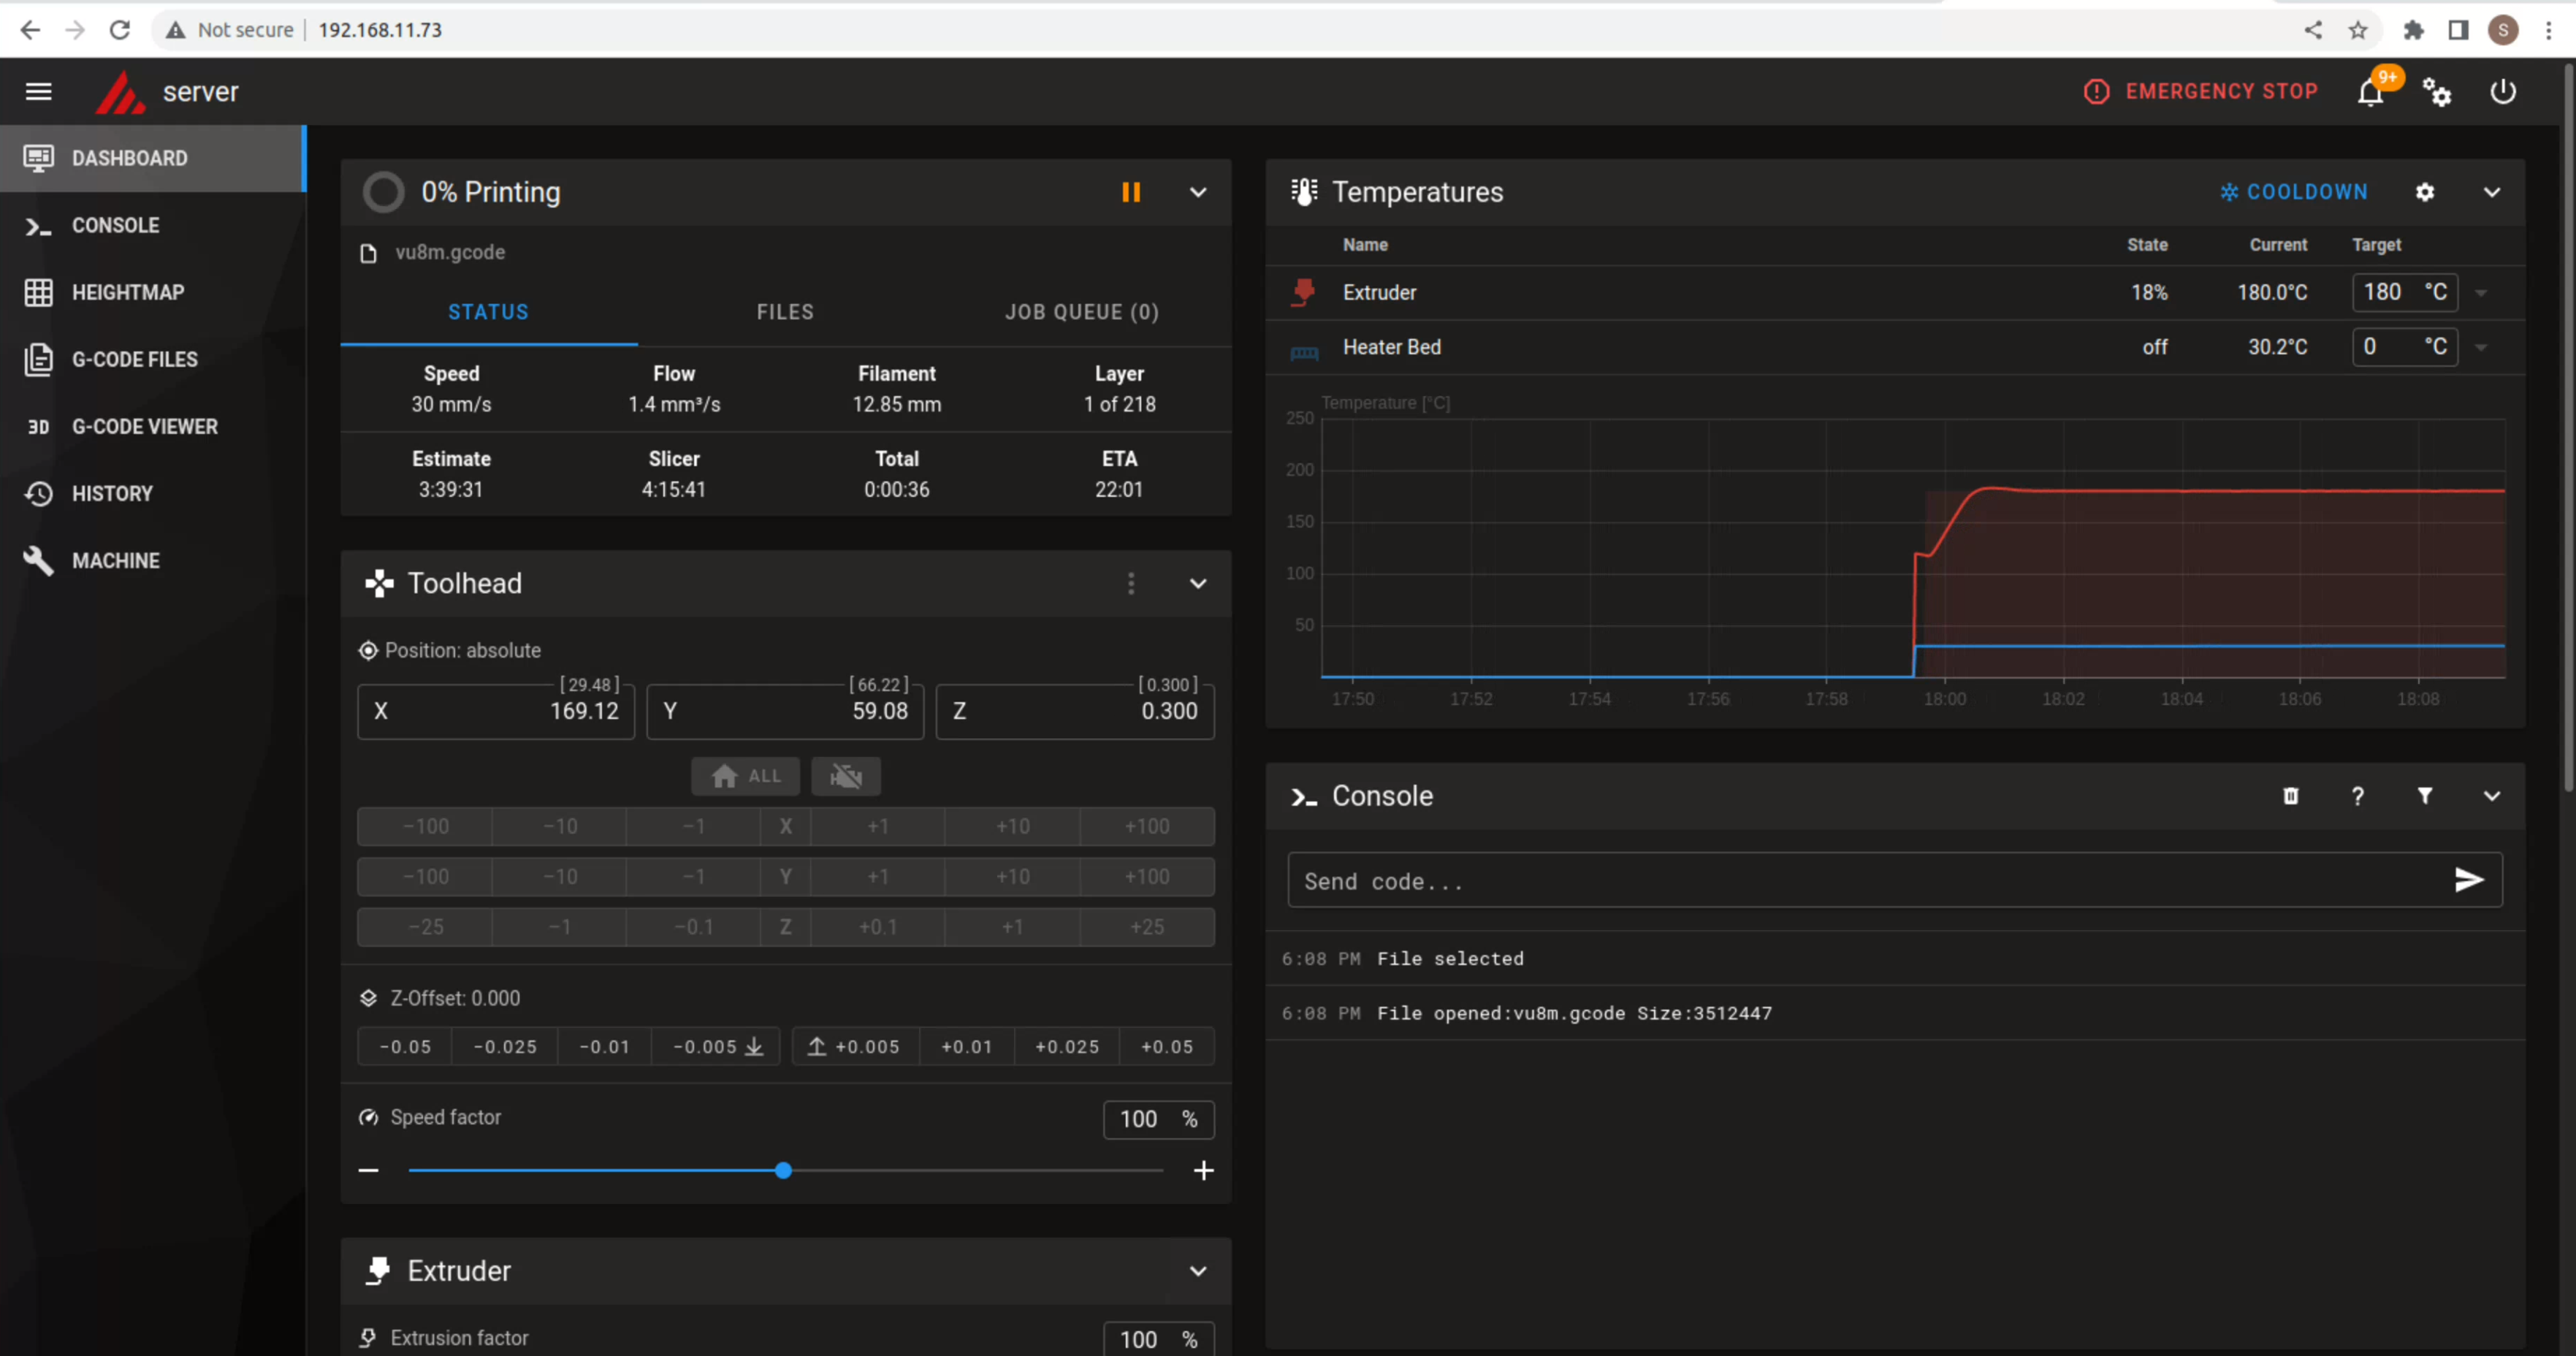 Not secure 192.168.11.73 S
server EMERGENCY STOP 9+
DASHBOARD
CONSOLE
HEIGHTMAP
G-CODE FILES
3D G-CODE VIEWER
HISTORY
MACHINE
0% Printing
vu8m.gcode
STATUS FILES JOB QUEUE (0)
Speed Flow Filament Layer
30 mm/s 1.4 mm³/s 12.85 mm 1 of 218
Estimate Slicer Total ETA
3:39:31 4:15:41 0:00:36 22:01
Toolhead
Position: absolute
[ 29.48 ] [ 66.22 ] [ 0.300 ]
X 169.12 Y 59.08 Z 0.300
ALL
−100 −10 −1 X +1 +10 +100
−100 −10 −1 Y +1 +10 +100
−25 −1 −0.1 Z +0.1 +1 +25
Z-Offset: 0.000
−0.05 −0.025 −0.01 −0.005 +0.005 +0.01 +0.025 +0.05
Speed factor 100 %
Extruder
Extrusion factor 100 %
Temperatures COOLDOWN
Name State Current Target
Extruder 18% 180.0°C 180 °C
Heater Bed off 30.2°C 0 °C
Temperature [°C]
250
200
150
100
50
17:50 17:52 17:54 17:56 17:58 18:00 18:02 18:04 18:06 18:08
Console ?
Send code...
6:08 PM File selected
6:08 PM File opened:vu8m.gcode Size:3512447